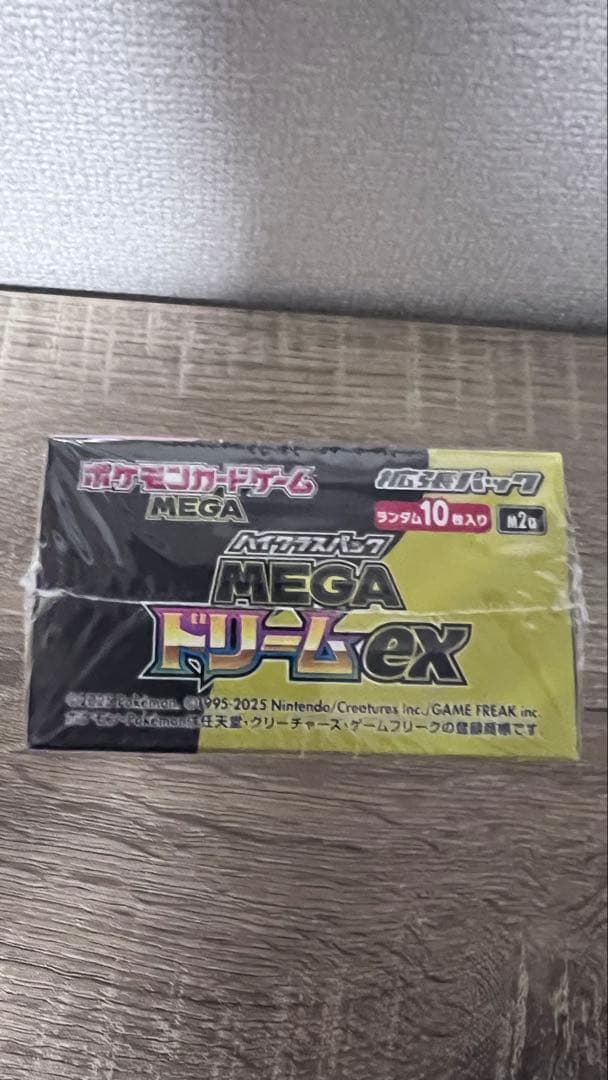 ポケモンカードゲーム
MEGA
拡張パック
ランダム10枚入り
M2a
ハイクラスパック
MEGA
ドリームex
©2025 Pokémon. ©1995-2025 Nintendo/Creatures Inc./GAME FREAK inc.
ポケモン・Pokémonは任天堂・クリーチャーズ・ゲームフリークの登録商標です。